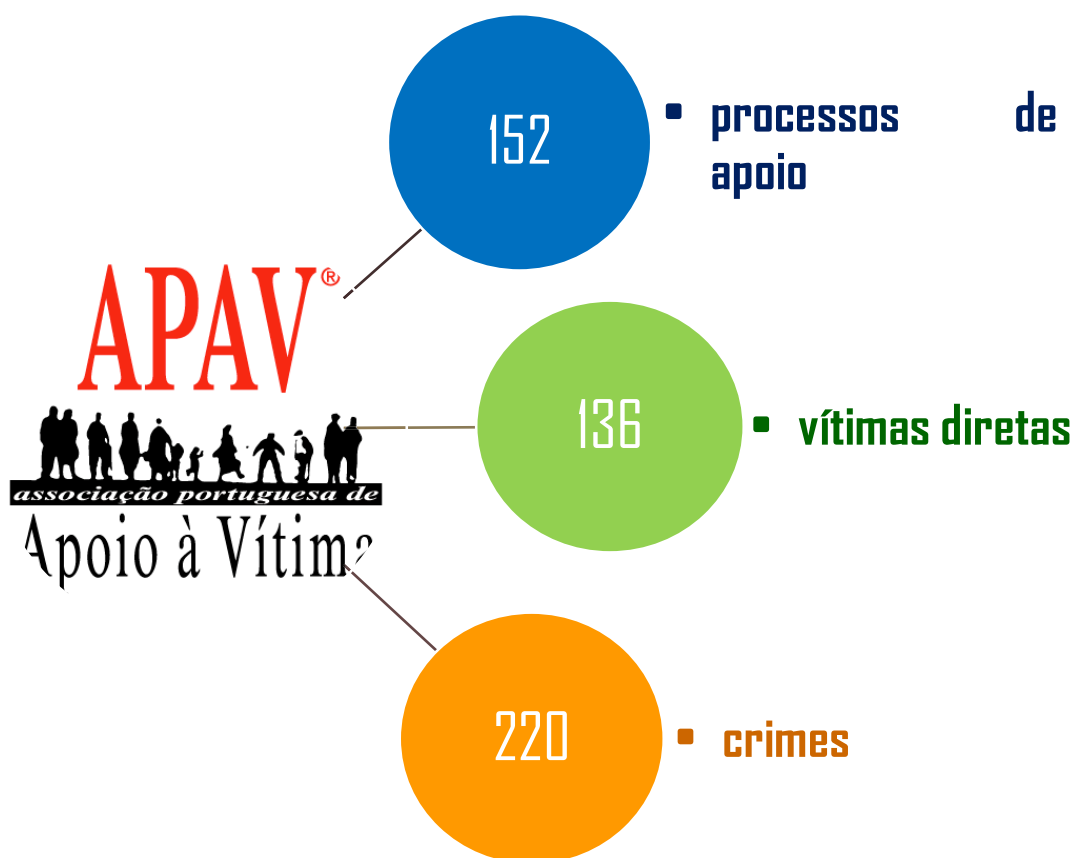 152
processos de
apoio
APAV®
136
vítimas diretas
associação portuguesa de
Apoio à Vítima
220
crimes